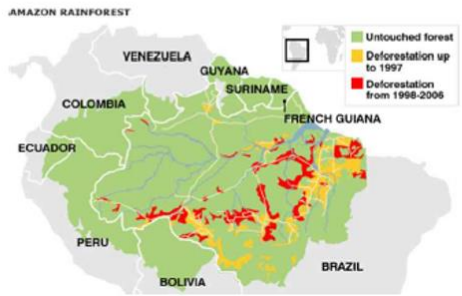 AMAZON RAINFOREST
Untouched forest
Deforestation up
to 1997
Deforestation
from 1998-2006
VENEZUELA
GUYANA
SURINAME
COLOMBIA
FRENCH GUIANA
ECUADOR
PERU
BRAZIL
BOLIVIA